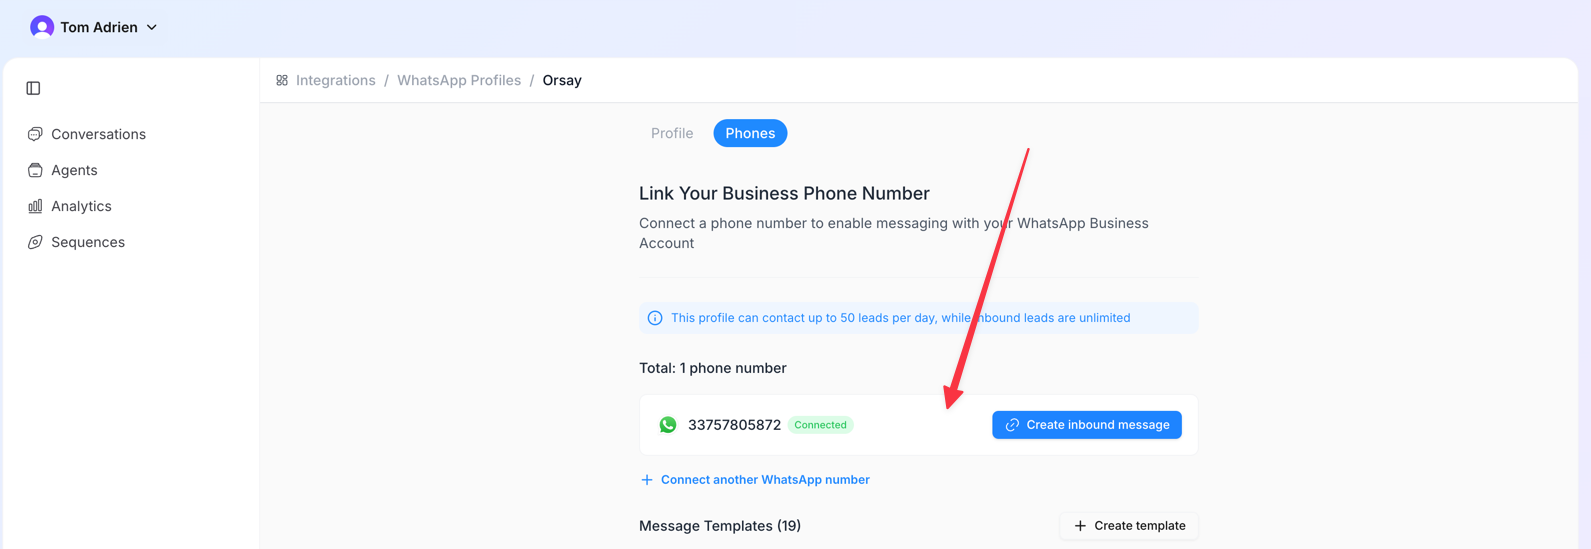 Tom Adrien
Integrations / WhatsApp Profiles / Orsay
Conversations
Agents
Analytics
Sequences
Profile
Phones
Link Your Business Phone Number
Connect a phone number to enable messaging with your WhatsApp Business
Account
This profile can contact up to 50 leads per day, while inbound leads are unlimited
Total: 1 phone number
33757805872 Connected
Create inbound message
Connect another WhatsApp number
Message Templates (19)
Create template